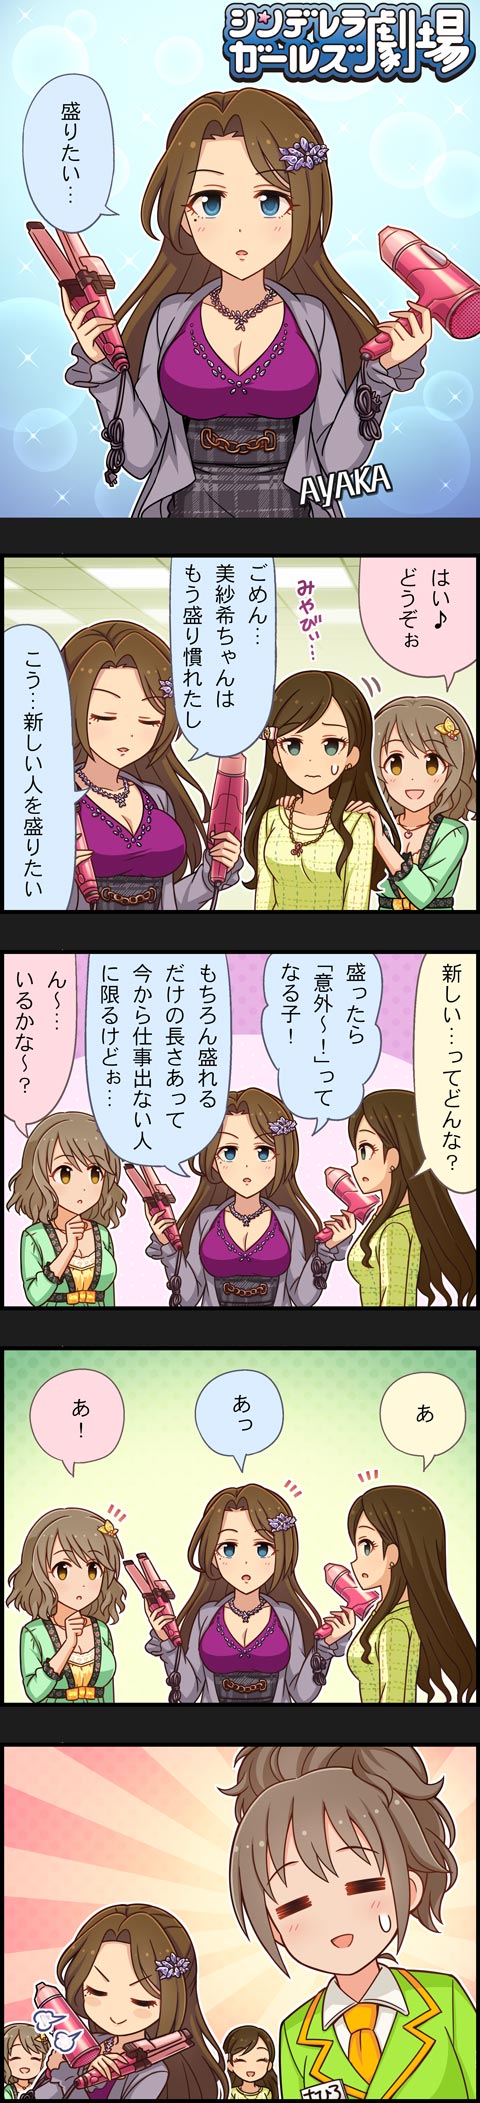 シンデレラ
ガールズ劇場
盛りたい…
AYAKA
はい♪
どうぞぉ
みやびぃ…
ごめん…
美紗希ちゃんは
もう盛り慣れたし
こう…新しい人を盛りたい
新しい…ってどんな？
盛ったら
「意外〜！」って
なる子！
もちろん盛れる
だけの長さあって
今から仕事出ない人
に限るけどぉ…
ん〜…
いるかな〜？
あ
あっ
あ！
ちひろ